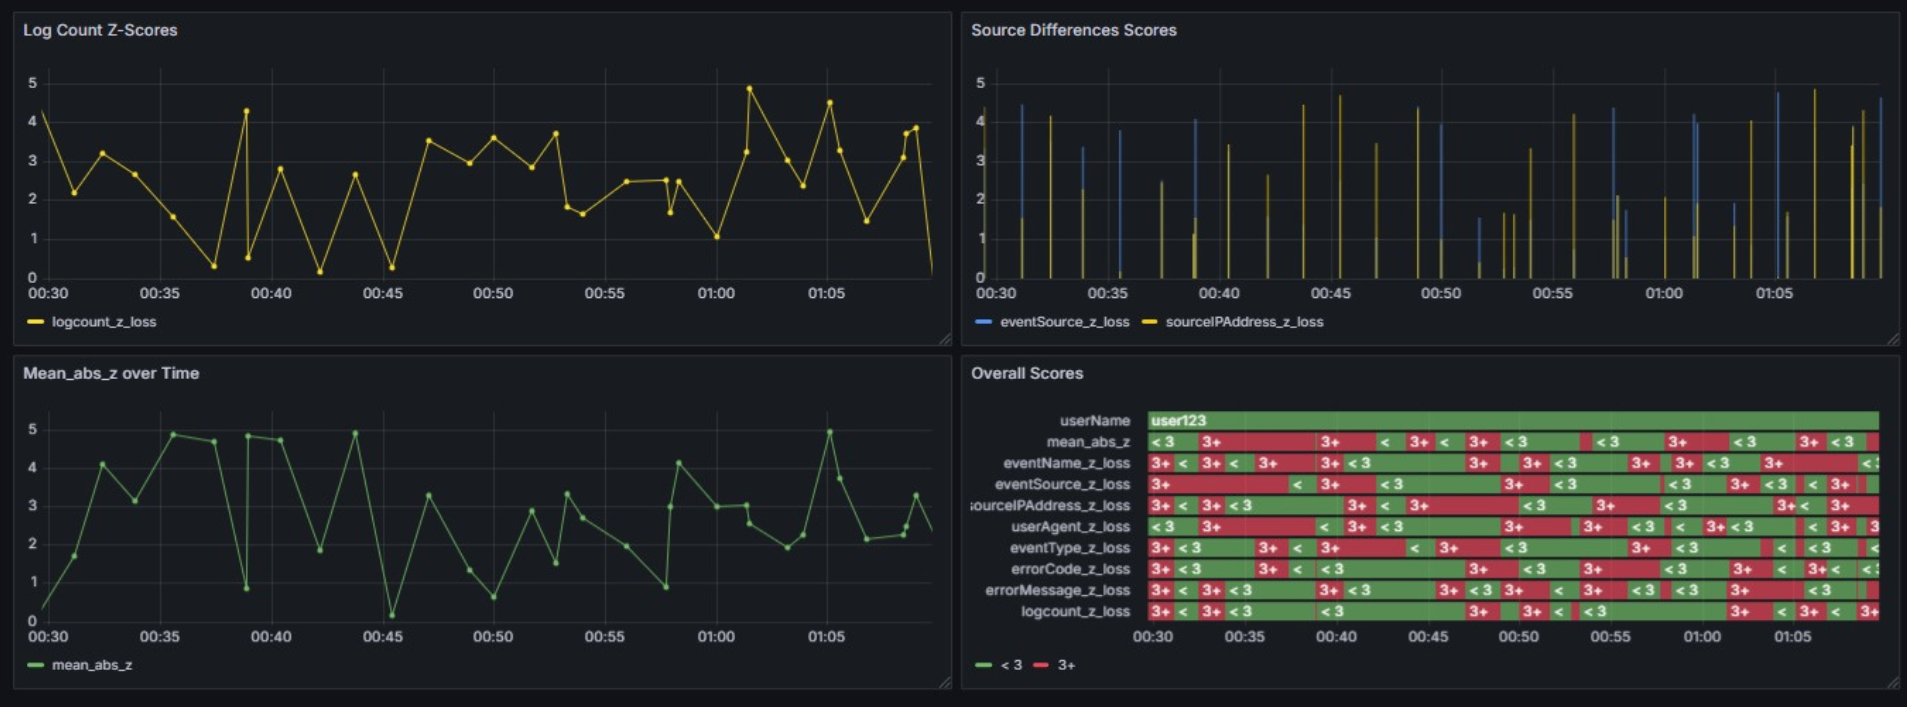 Log Count Z-Scores
5
4
3
2
1
0
00:30 00:35 00:40 00:45 00:50 00:55 01:00 01:05
logcount_z_loss
Source Differences Scores
5
4
3
2
1
0
00:30 00:35 00:40 00:45 00:50 00:55 01:00 01:05
eventSource_z_loss sourceIPAddress_z_loss
Mean_abs_z over Time
5
4
3
2
1
0
00:30 00:35 00:40 00:45 00:50 00:55 01:00 01:05
mean_abs_z
Overall Scores
userName user123
mean_abs_z < 3 3+ 3+ < 3+ < 3+ < 3 < 3 3+ < 3 3+ < 3
eventName_z_loss 3+ < 3+ < 3+ 3+ < 3 3+ 3+ < 3 3+ 3+ < 3 3+ < 3
eventSource_z_loss 3+ < 3+ < 3 3+ < 3 < 3 3+ < 3 < 3+
sourceIPAddress_z_loss 3+ < 3+ < 3 3+ < 3+ < 3 3+ < 3 3+ < 3+
userAgent_z_loss < 3 3+ < 3+ < 3 3+ 3+ < 3 < 3+ < 3 < 3+ 3
eventType_z_loss 3+ < 3 3+ < 3+ < 3+ < 3 3+ < 3 < < 3 <
errorCode_z_loss 3+ < 3 3+ < < 3 3+ < 3 3+ < 3 3+ < 3+ < < 3
errorMessage_z_loss 3+ < 3+ < 3 3+ < 3 3+ < 3 3+ < 3+ < 3 < 3 3+ < 3
logcount_z_loss 3+ < 3+ < 3 < 3 3+ 3+ < < 3 3+ < 3+ < 3+
00:30 00:35 00:40 00:45 00:50 00:55 01:00 01:05
< 3 3+